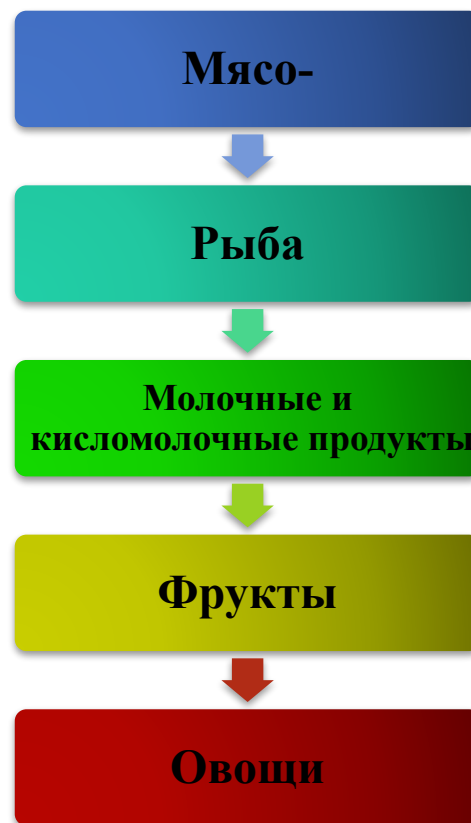 Мясо-
Рыба
Молочные и
кисломолочные продукты
Фрукты
Овощи